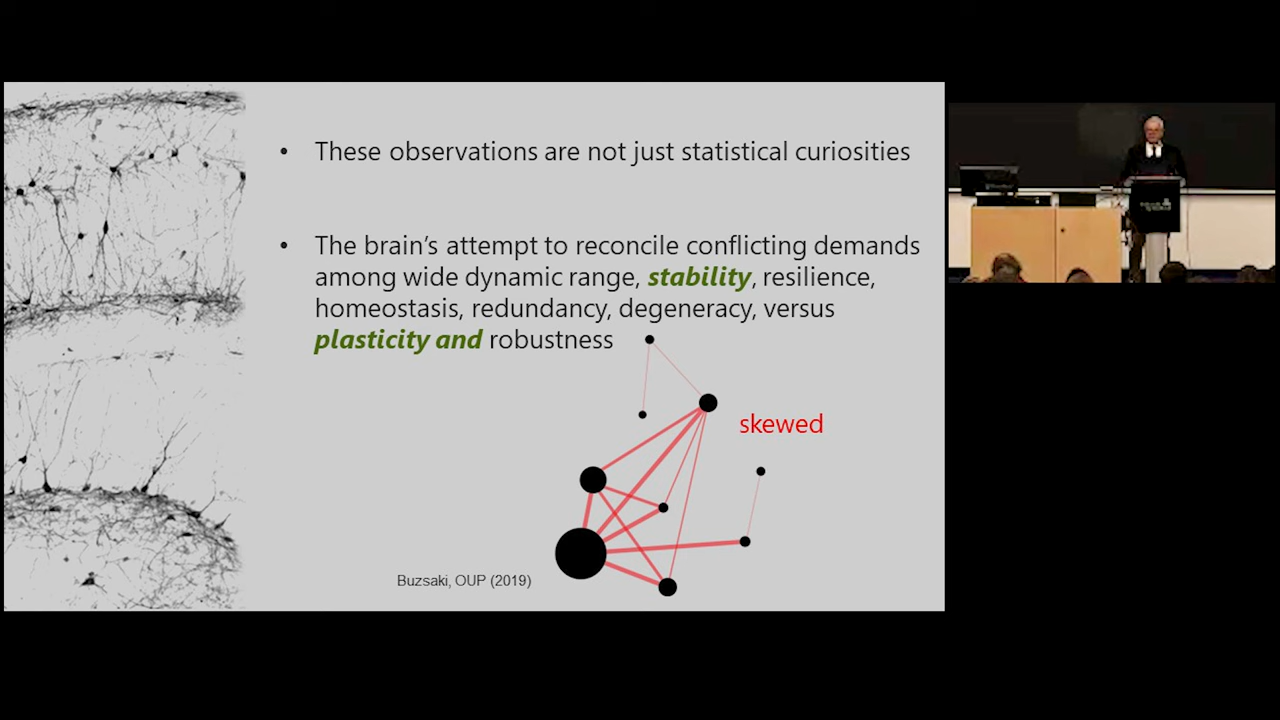 • These observations are not just statistical curiosities
• The brain's attempt to reconcile conflicting demands
among wide dynamic range, stability, resilience,
homeostasis, redundancy, degeneracy, versus
plasticity and robustness
skewed
Buzsaki, OUP (2019)